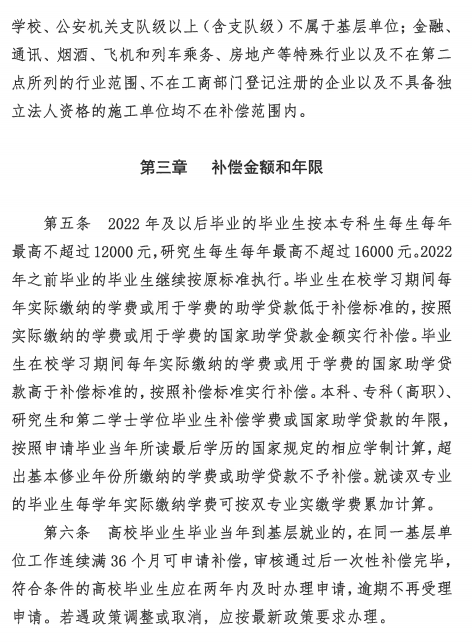 学校、公安机关支队级以上（含支队级）不属于基层单位；金融、
通讯、烟酒、飞机和列车乘务、房地产等特殊行业以及不在第二
点所列的行业范围、不在工商部门登记注册的企业以及不具备独
立法人资格的施工单位均不在补偿范围内。
第三章 补偿金额和年限
第五条 2022 年及以后毕业的毕业生按本专科生每生每年
最高不超过 12000 元，研究生每生每年最高不超过 16000 元。2022
年之前毕业的毕业生继续按原标准执行。毕业生在校学习期间每
年实际缴纳的学费或用于学费的助学贷款低于补偿标准的，按照
实际缴纳的学费或用于学费的国家助学贷款金额实行补偿。毕业
生在校学习期间每年实际缴纳的学费或用于学费的国家助学贷
款高于补偿标准的，按照补偿标准实行补偿。本科、专科（高职）、
研究生和第二学士学位毕业生补偿学费或国家助学贷款的年限，
按照申请毕业当年所读最后学历的国家规定的相应学制计算，超
出基本修业年份所缴纳的学费或助学贷款不予补偿。就读双专业
的毕业生每学年实际缴纳学费可按双专业实缴学费累加计算。
第六条 高校毕业生毕业当年到基层就业的，在同一基层单
位工作连续满 36 个月可申请补偿，审核通过后一次性补偿完毕，
符合条件的高校毕业生应在两年内及时办理申请，逾期不再受理
申请。若遇政策调整或取消，应按最新政策要求办理。